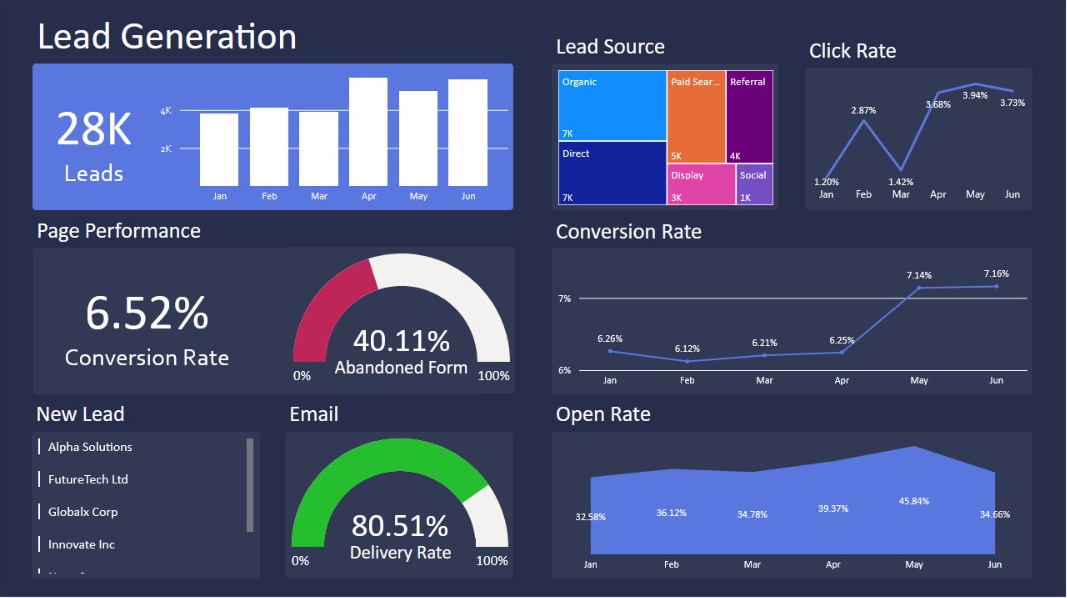 Lead Generation
28K
Leads
4K
2K
Jan Feb Mar Apr May Jun
Lead Source
Organic
7K
Direct
7K
Paid Sear...
5K
Referral
4K
Display
3K
Social
1K
Click Rate
1.20% 2.87% 1.42% 3.68% 3.94% 3.73%
Jan Feb Mar Apr May Jun
Page Performance
6.52%
Conversion Rate
40.11%
Abandoned Form
0% 100%
Conversion Rate
7%
6%
6.26% 6.12% 6.21% 6.25% 7.14% 7.16%
Jan Feb Mar Apr May Jun
New Lead
Alpha Solutions
FutureTech Ltd
Globalx Corp
Innovate Inc
Email
80.51%
Delivery Rate
0% 100%
Open Rate
32.58% 36.12% 34.78% 39.37% 45.84% 34.66%
Jan Feb Mar Apr May Jun